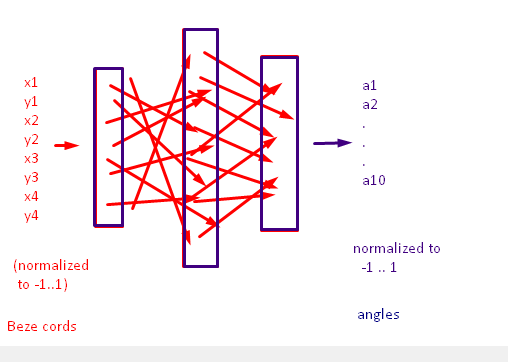 x1
y1
x2
y2
x3
y3
x4
y4
(normalized
to -1..1)
Beze cords
a1
a2
.
.
.
a10
normalized to
-1 .. 1
angles